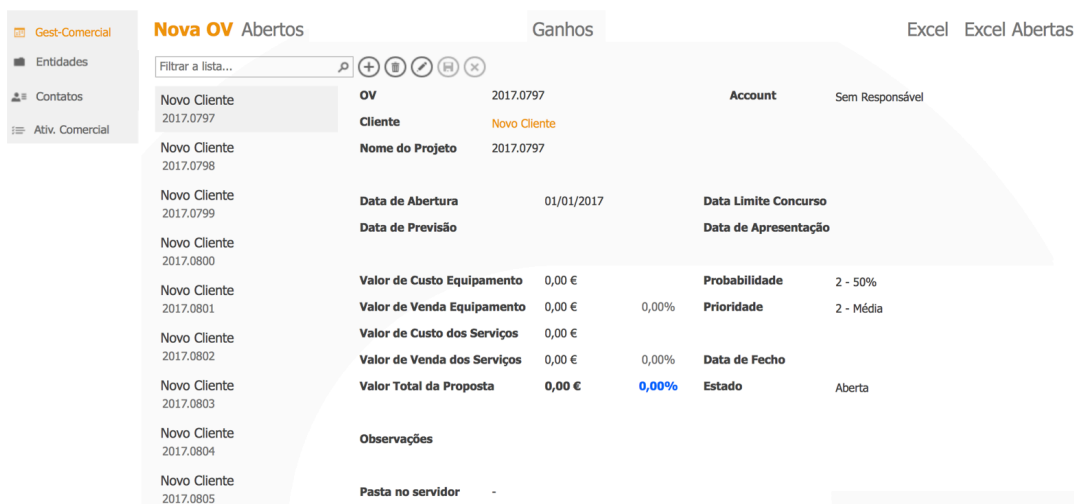 Gest-Comercial
Entidades
Contatos
Ativ. Comercial
Nova OV Abertos Ganhos Excel Excel Abertas
Filtrar a lista...
Novo Cliente
2017.0797
Novo Cliente
2017.0798
Novo Cliente
2017.0799
Novo Cliente
2017.0800
Novo Cliente
2017.0801
Novo Cliente
2017.0802
Novo Cliente
2017.0803
Novo Cliente
2017.0804
Novo Cliente
2017.0805
OV 2017.0797 Account Sem Responsável
Cliente Novo Cliente
Nome do Projeto 2017.0797
Data de Abertura 01/01/2017 Data Limite Concurso
Data de Previsão Data de Apresentação
Valor de Custo Equipamento 0,00 € Probabilidade 2 - 50%
Valor de Venda Equipamento 0,00 € 0,00% Prioridade 2 - Média
Valor de Custo dos Serviços 0,00 €
Valor de Venda dos Serviços 0,00 € 0,00% Data de Fecho
Valor Total da Proposta 0,00 € 0,00% Estado Aberta
Observações
Pasta no servidor -